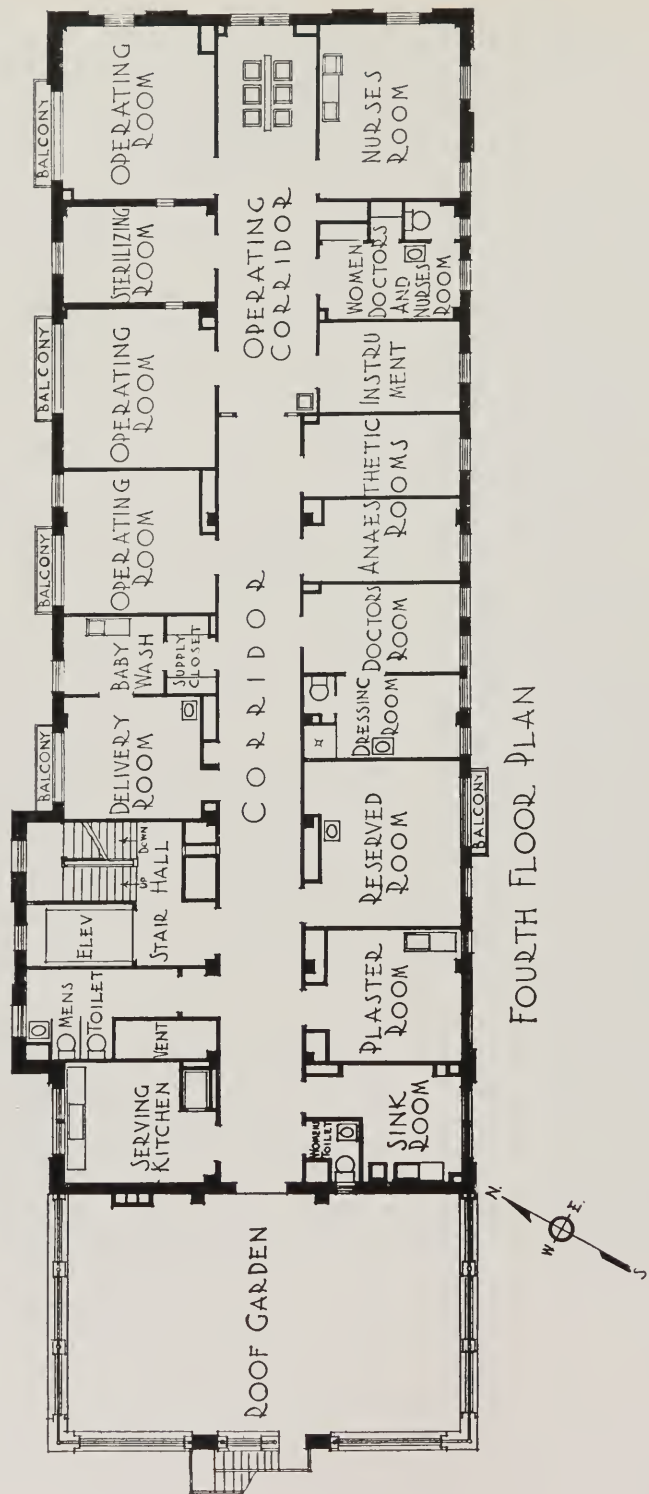 BALCONY
BALCONY
BALCONY
BALCONY
OPERATING
ROOM
STERILIZING
ROOM
OPERATING
ROOM
OPERATING
ROOM
BABY
WASH
SUPPLY
CLOSET
DELIVERY
ROOM
UP
DOWN
STAIR HALL
ELEV
MENS
TOILET
VENT
SERVING
KITCHEN
ROOF GARDEN
CORRIDOR
OPERATING
CORRIDOR
NURSES
ROOM
WOMEN
DOCTORS
AND
NURSES
ROOM
INSTRU
MENT
ANAESTHETIC
ROOMS
DOCTORS
ROOM
DRESSING
ROOM
RESERVED
ROOM
BALCONY
PLASTER
ROOM
SINK
ROOM
WOMENS
TOILET
FOURTH FLOOR PLAN
N.
W
E.
S